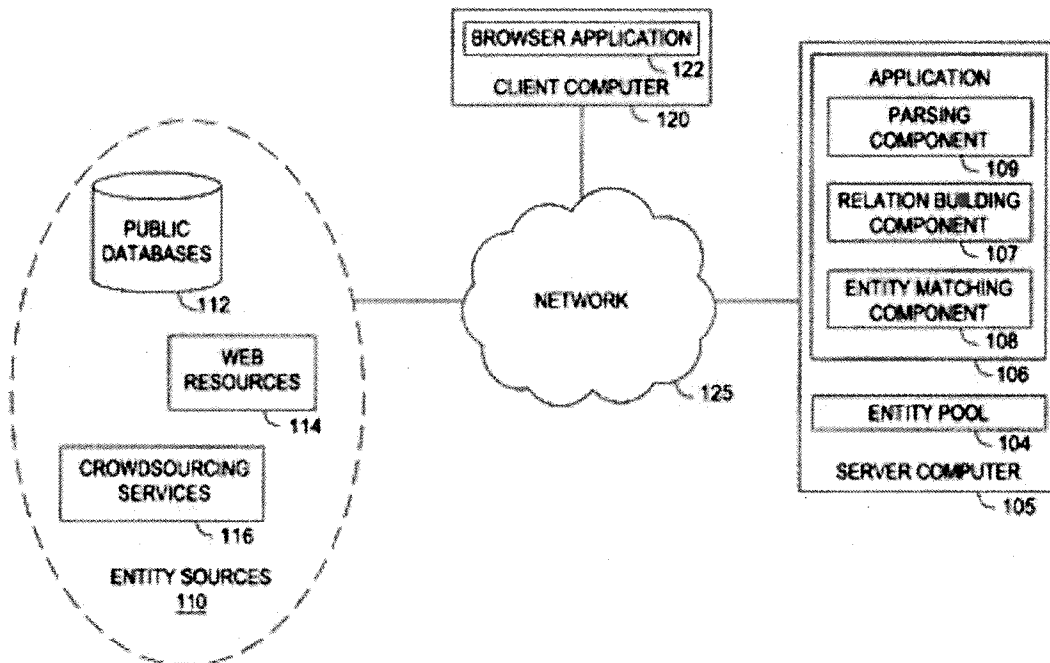 BROWSER APPLICATION
122
CLIENT COMPUTER
120
APPLICATION
PARSING
COMPONENT
109
RELATION BUILDING
COMPONENT
107
ENTITY MATCHING
COMPONENT
108
106
ENTITY POOL
104
SERVER COMPUTER
105
NETWORK
125
PUBLIC
DATABASES
112
WEB
RESOURCES
114
CROWDSOURCING
SERVICES
116
ENTITY SOURCES
110